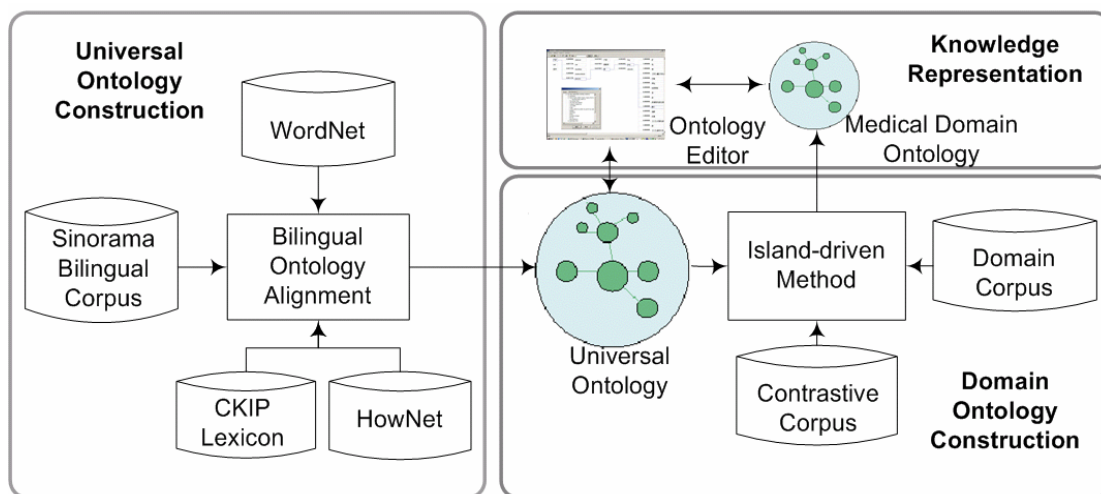 Universal
Ontology
Construction
WordNet
Sinorama
Bilingual
Corpus
Bilingual
Ontology
Alignment
CKIP
Lexicon
HowNet
Knowledge
Representation
Ontology
Editor
Medical Domain
Ontology
Universal
Ontology
Island-driven
Method
Domain
Corpus
Contrastive
Corpus
Domain
Ontology
Construction